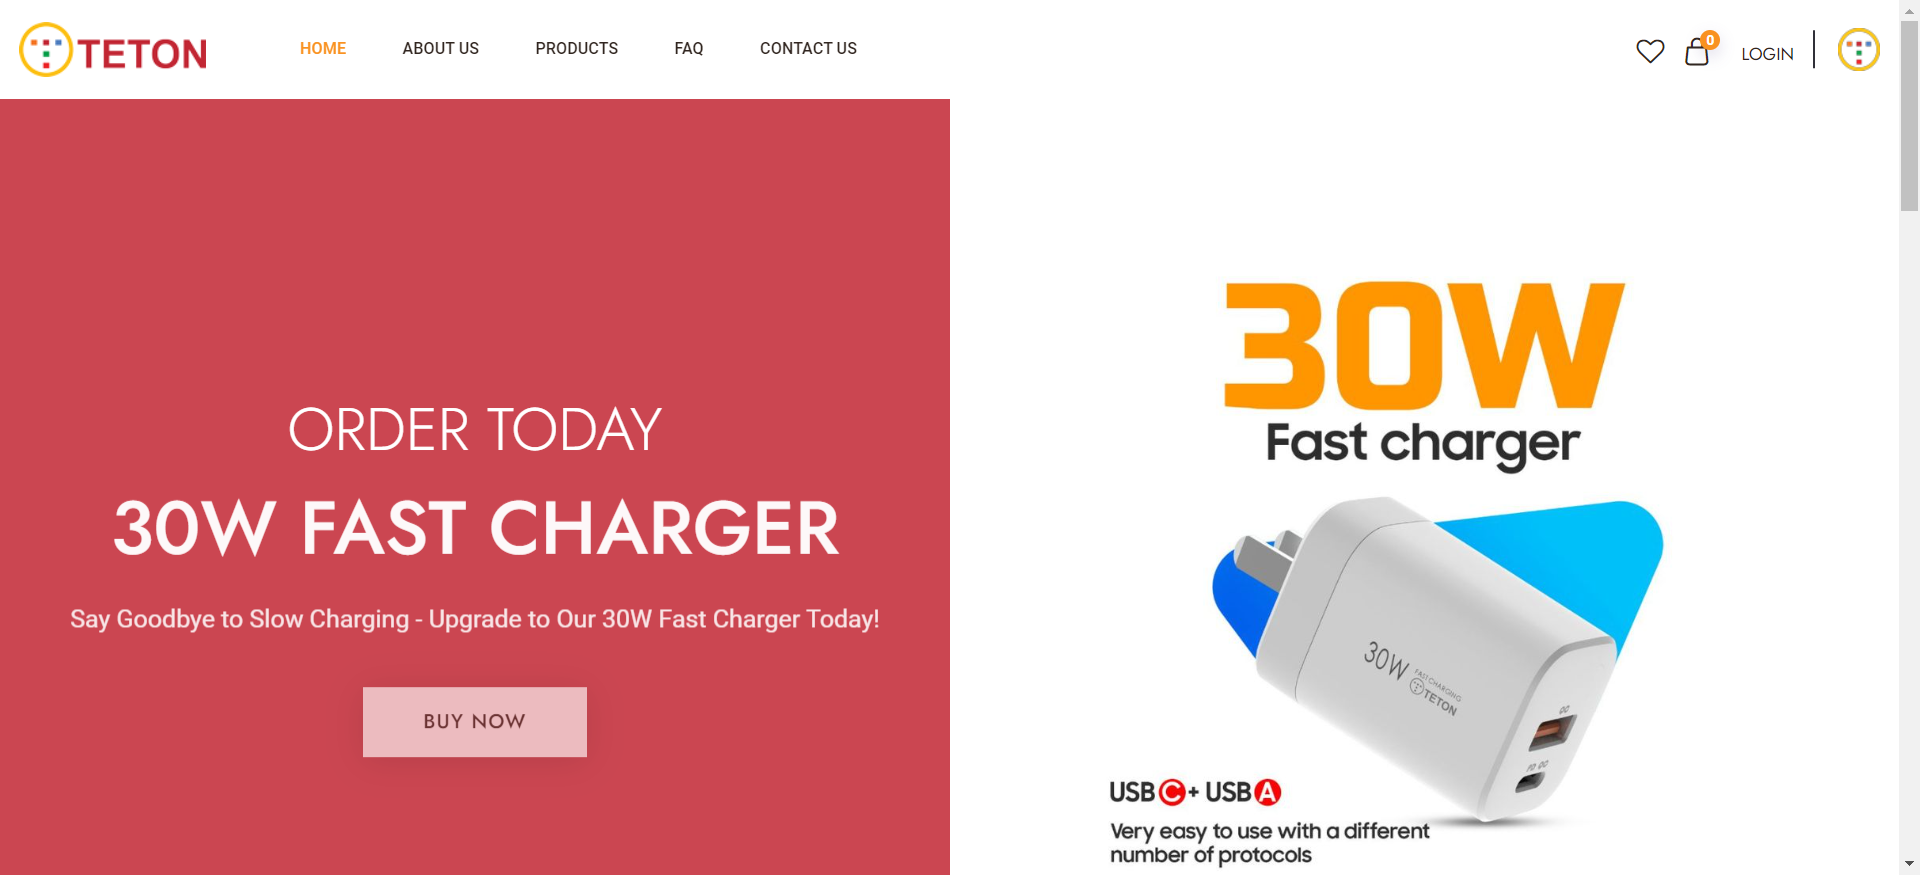 TETON
HOME ABOUT US PRODUCTS FAQ CONTACT US
0 LOGIN
ORDER TODAY
30W FAST CHARGER
Say Goodbye to Slow Charging - Upgrade to Our 30W Fast Charger Today!
BUY NOW
30W
Fast charger
30W FAST CHARGING
TETON
QC
PD QC
USB C + USB A
Very easy to use with a different
number of protocols